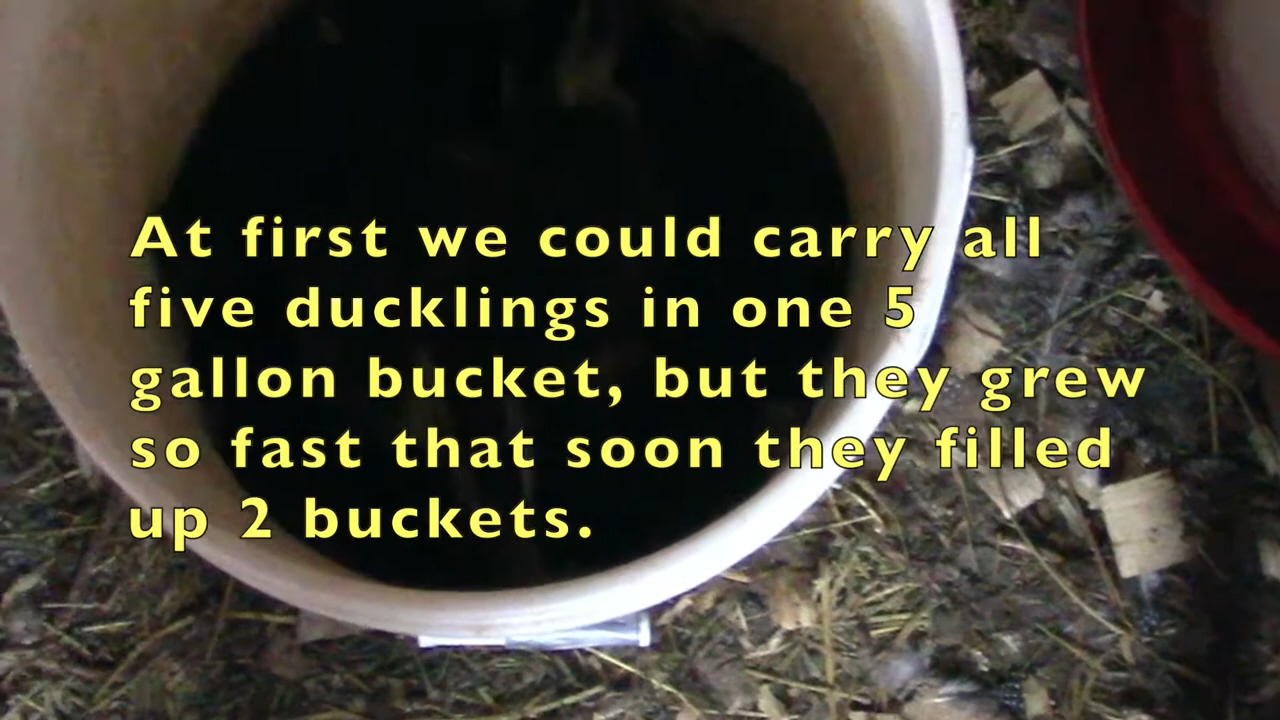 At first we could carry all
five ducklings in one 5
gallon bucket, but they grew
so fast that soon they filled
up 2 buckets.